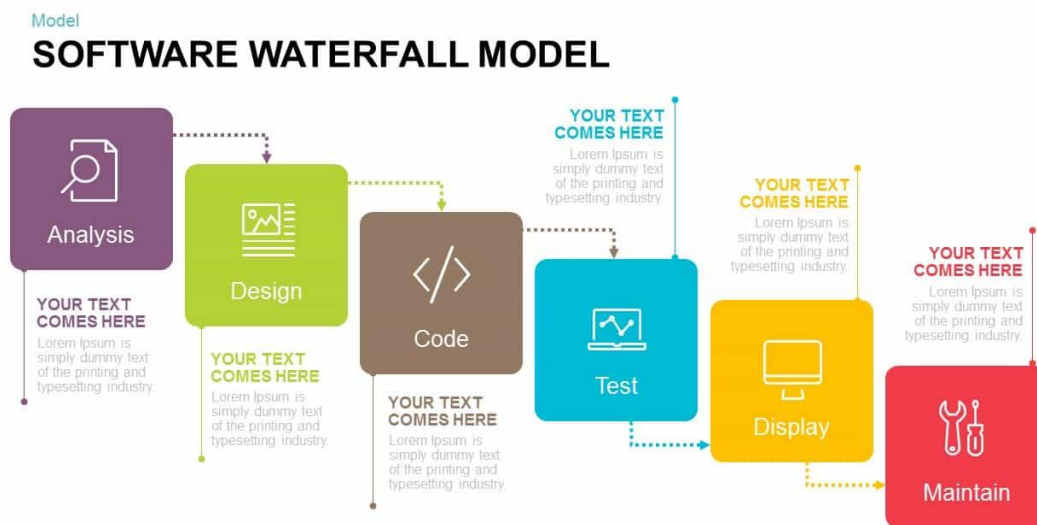 Model
SOFTWARE WATERFALL MODEL
Analysis
YOUR TEXT
COMES HERE
Lorem Ipsum is
simply dummy text
of the printing and
typesetting industry.
Design
YOUR TEXT
COMES HERE
Lorem Ipsum is
simply dummy text
of the printing and
typesetting industry.
Code
YOUR TEXT
COMES HERE
Lorem Ipsum is
simply dummy text
of the printing and
typesetting industry.
YOUR TEXT
COMES HERE
Lorem Ipsum is
simply dummy text
of the printing and
typesetting industry.
Test
YOUR TEXT
COMES HERE
Lorem Ipsum is
simply dummy text
of the printing and
typesetting industry.
Display
YOUR TEXT
COMES HERE
Lorem Ipsum is
simply dummy text
of the printing and
typesetting industry.
Maintain